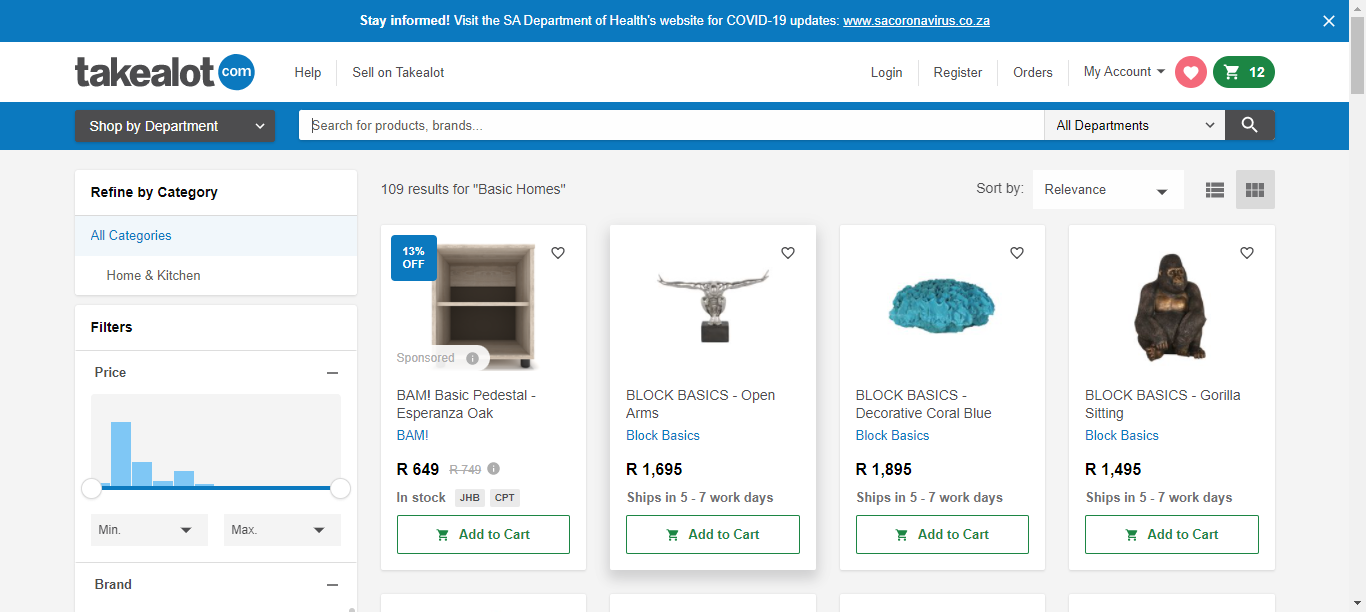 Stay informed! Visit the SA Department of Health's website for COVID-19 updates: www.sacoronavirus.co.za
takealot com
Help
Sell on Takealot
Login
Register
Orders
My Account
12
Shop by Department
Search for products, brands...
All Departments
Refine by Category
All Categories
Home & Kitchen
Filters
Price
Min.
Max.
Brand
109 results for "Basic Homes"
Sort by:
Relevance
13%
OFF
Sponsored
BAM! Basic Pedestal -
Esperanza Oak
BAM!
R 649 R 749
In stock JHB CPT
Add to Cart
BLOCK BASICS - Open
Arms
Block Basics
R 1,695
Ships in 5 - 7 work days
Add to Cart
BLOCK BASICS -
Decorative Coral Blue
Block Basics
R 1,895
Ships in 5 - 7 work days
Add to Cart
BLOCK BASICS - Gorilla
Sitting
Block Basics
R 1,495
Ships in 5 - 7 work days
Add to Cart